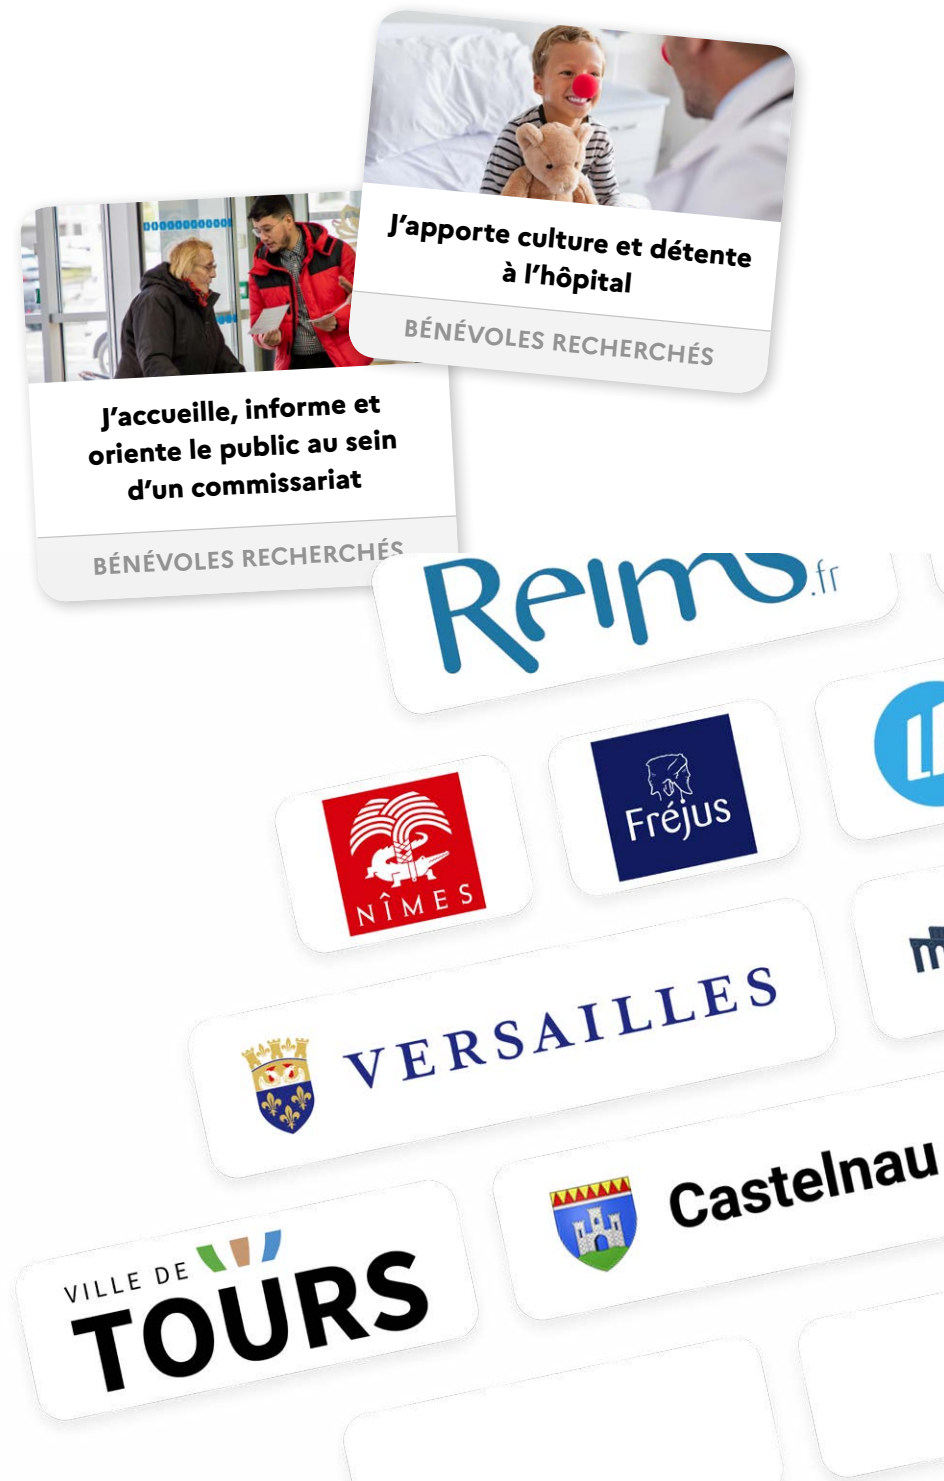 J’apporte culture et détente
à l’hôpital
BÉNÉVOLES RECHERCHÉS
J’accueille, informe et
oriente le public au sein
d’un commissariat
BÉNÉVOLES RECHERCHÉS
Reims.fr
NÎMES
Fréjus
VERSAILLES
Castelnau
VILLE DE
TOURS